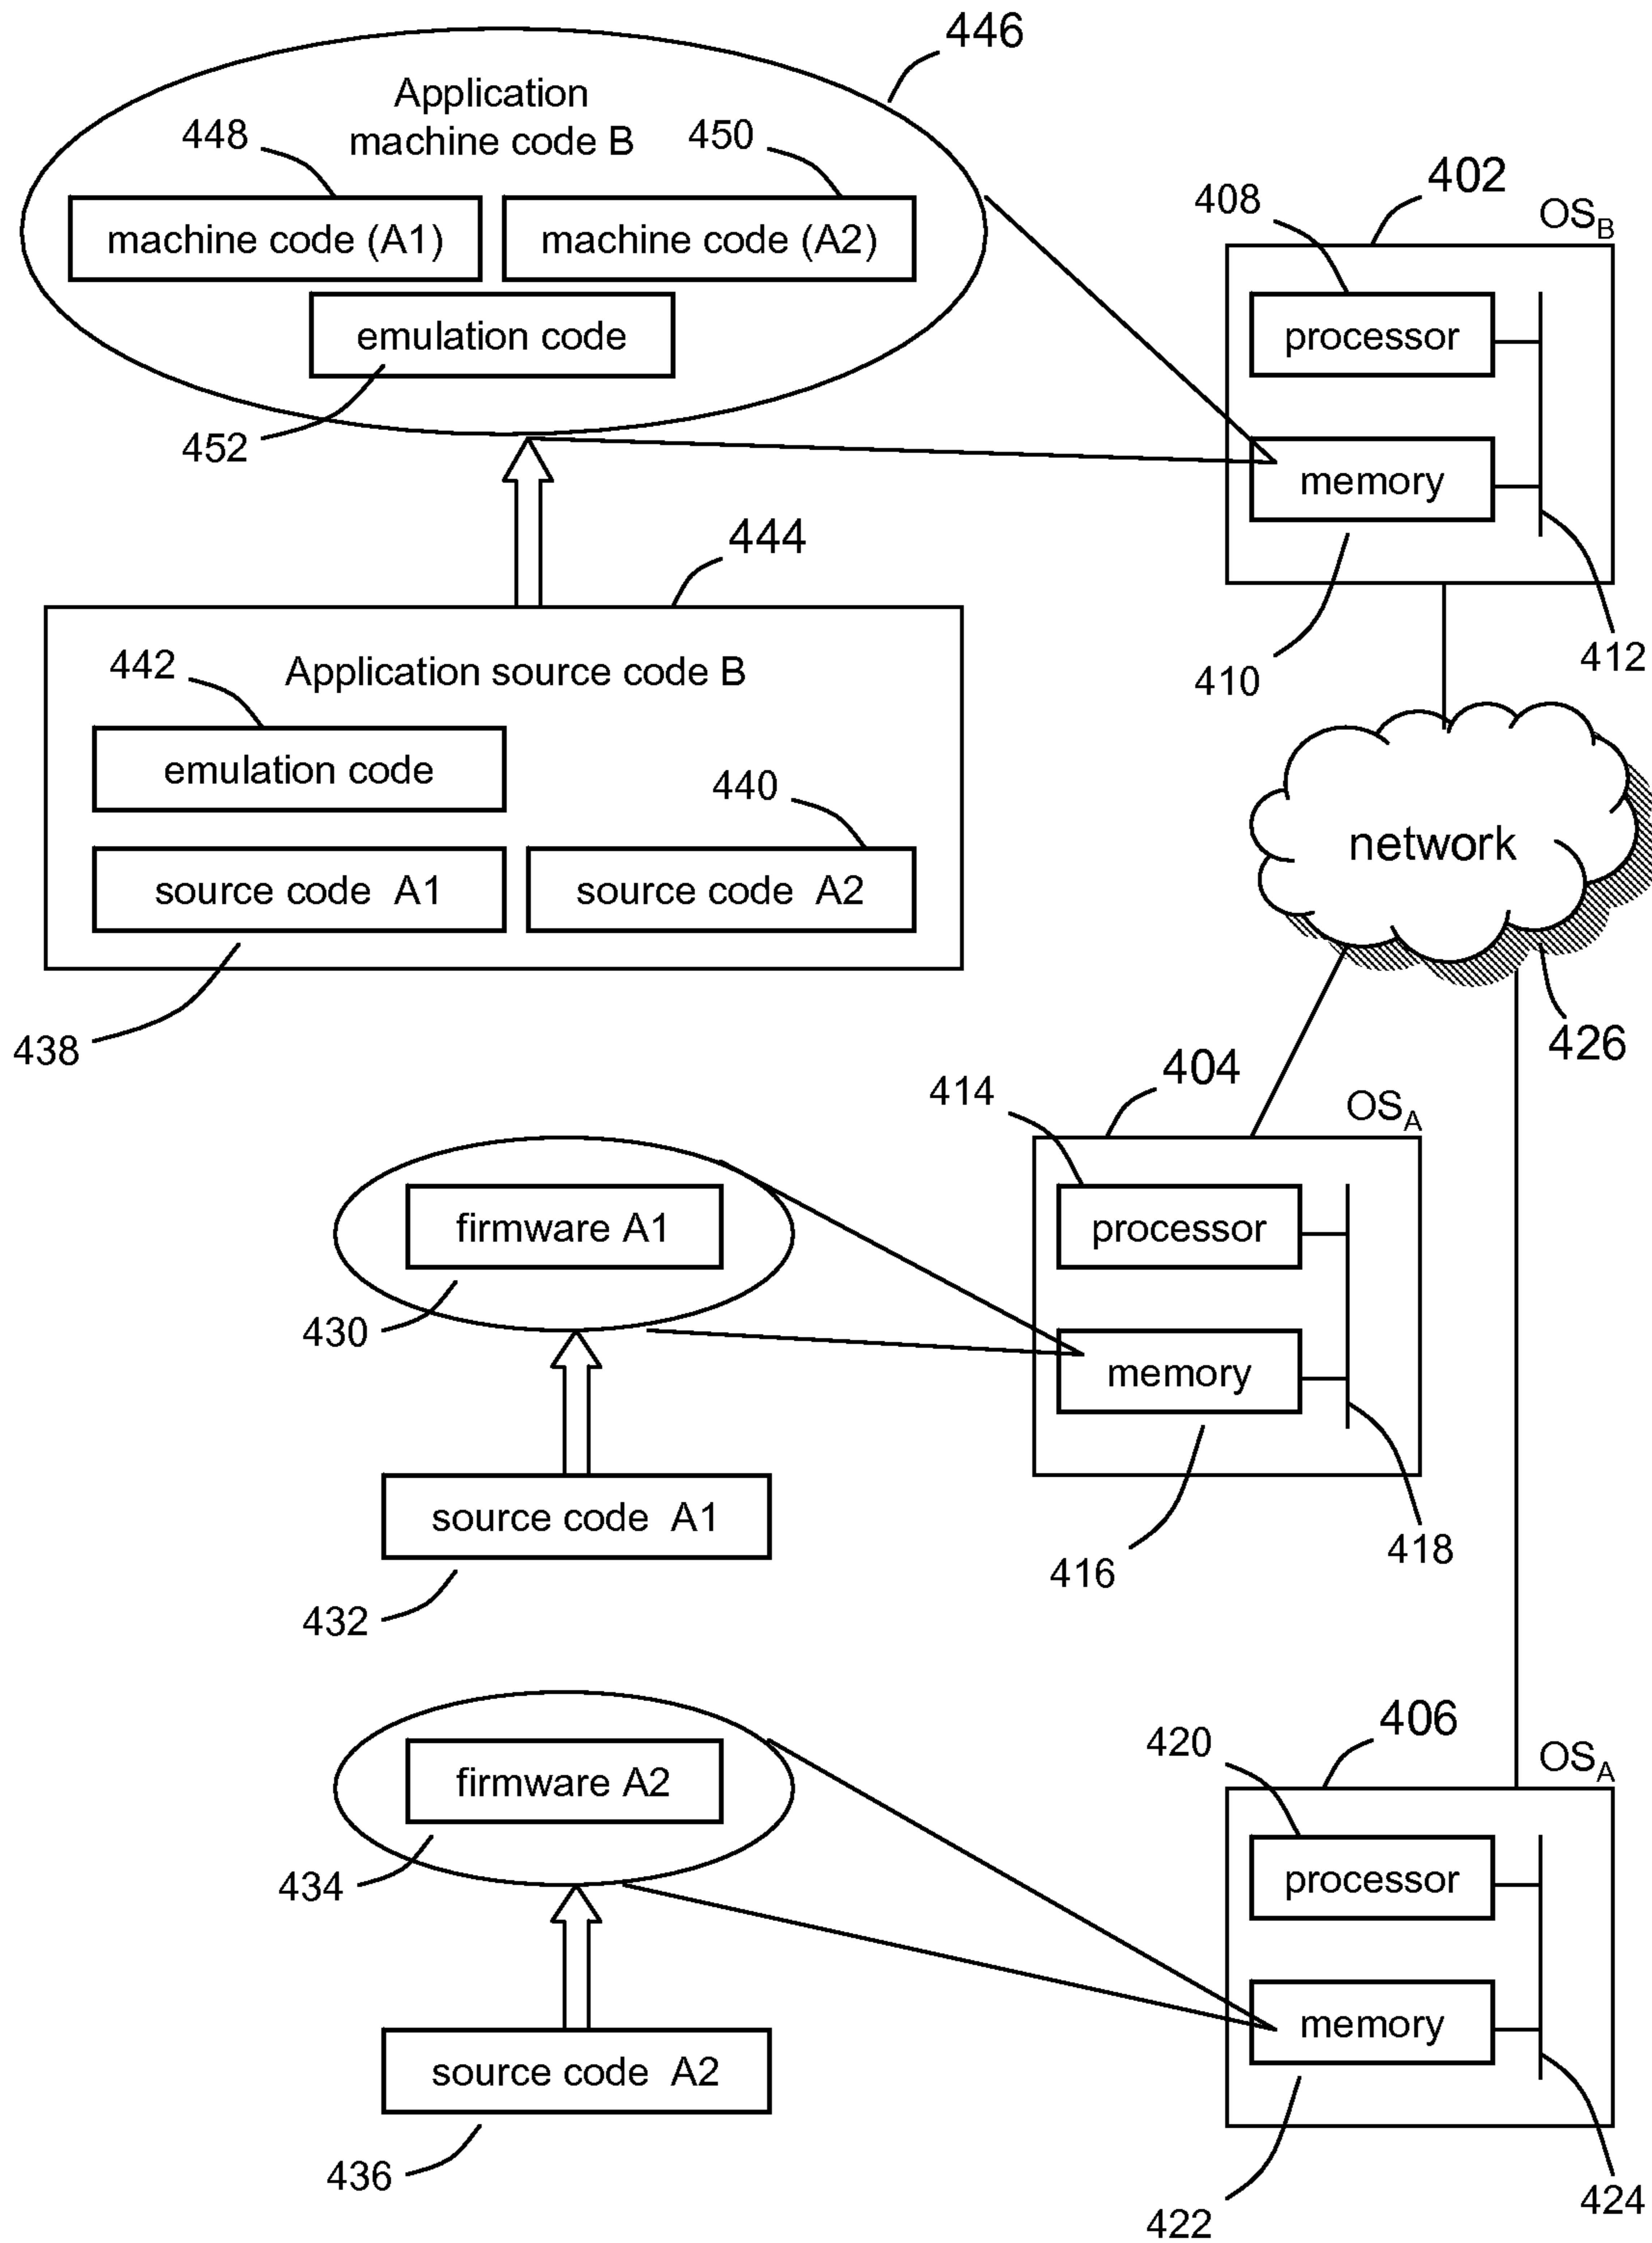 446
Application
machine code B
448
450
machine code (A1)
machine code (A2)
emulation code
452
402
408
OSB
processor
memory
410
412
444
442
Application source code B
emulation code
440
source code A1
source code A2
438
network
426
404
414
OSA
processor
memory
416
418
firmware A1
430
source code A1
432
406
420
OSA
processor
memory
422
424
firmware A2
434
source code A2
436